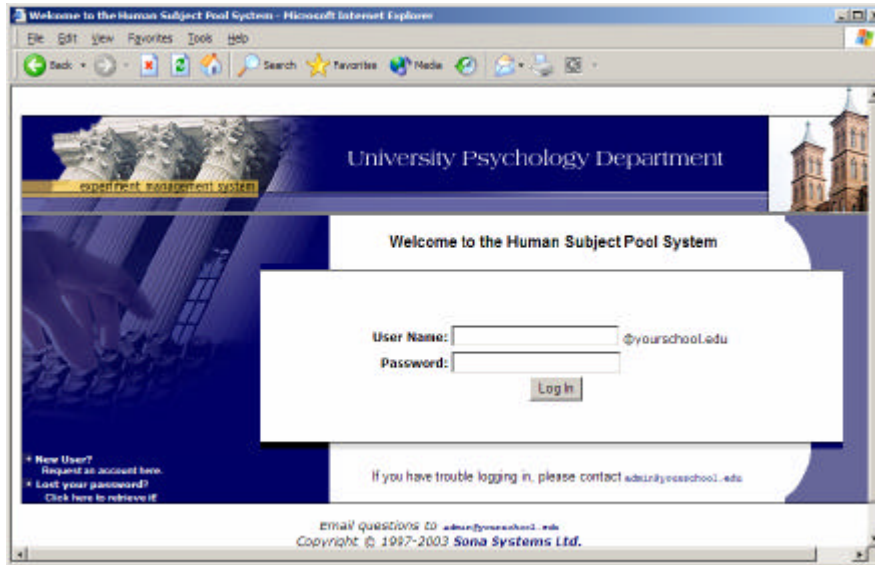 Welcome to the Human Subject Pool System - Microsoft Internet Explorer
File Edit View Favorites Tools Help
Back Search Favorites Media
University Psychology Department
experiment management system
Welcome to the Human Subject Pool System
User Name: @yourschool.edu
Password:
Log In
New User?
Request an account here.
Lost your password?
Click here to retrieve it!
If you have trouble logging in, please contact admin@yourschool.edu
Email questions to admin@yourschool.edu
Copyright © 1997-2003 Sona Systems Ltd.